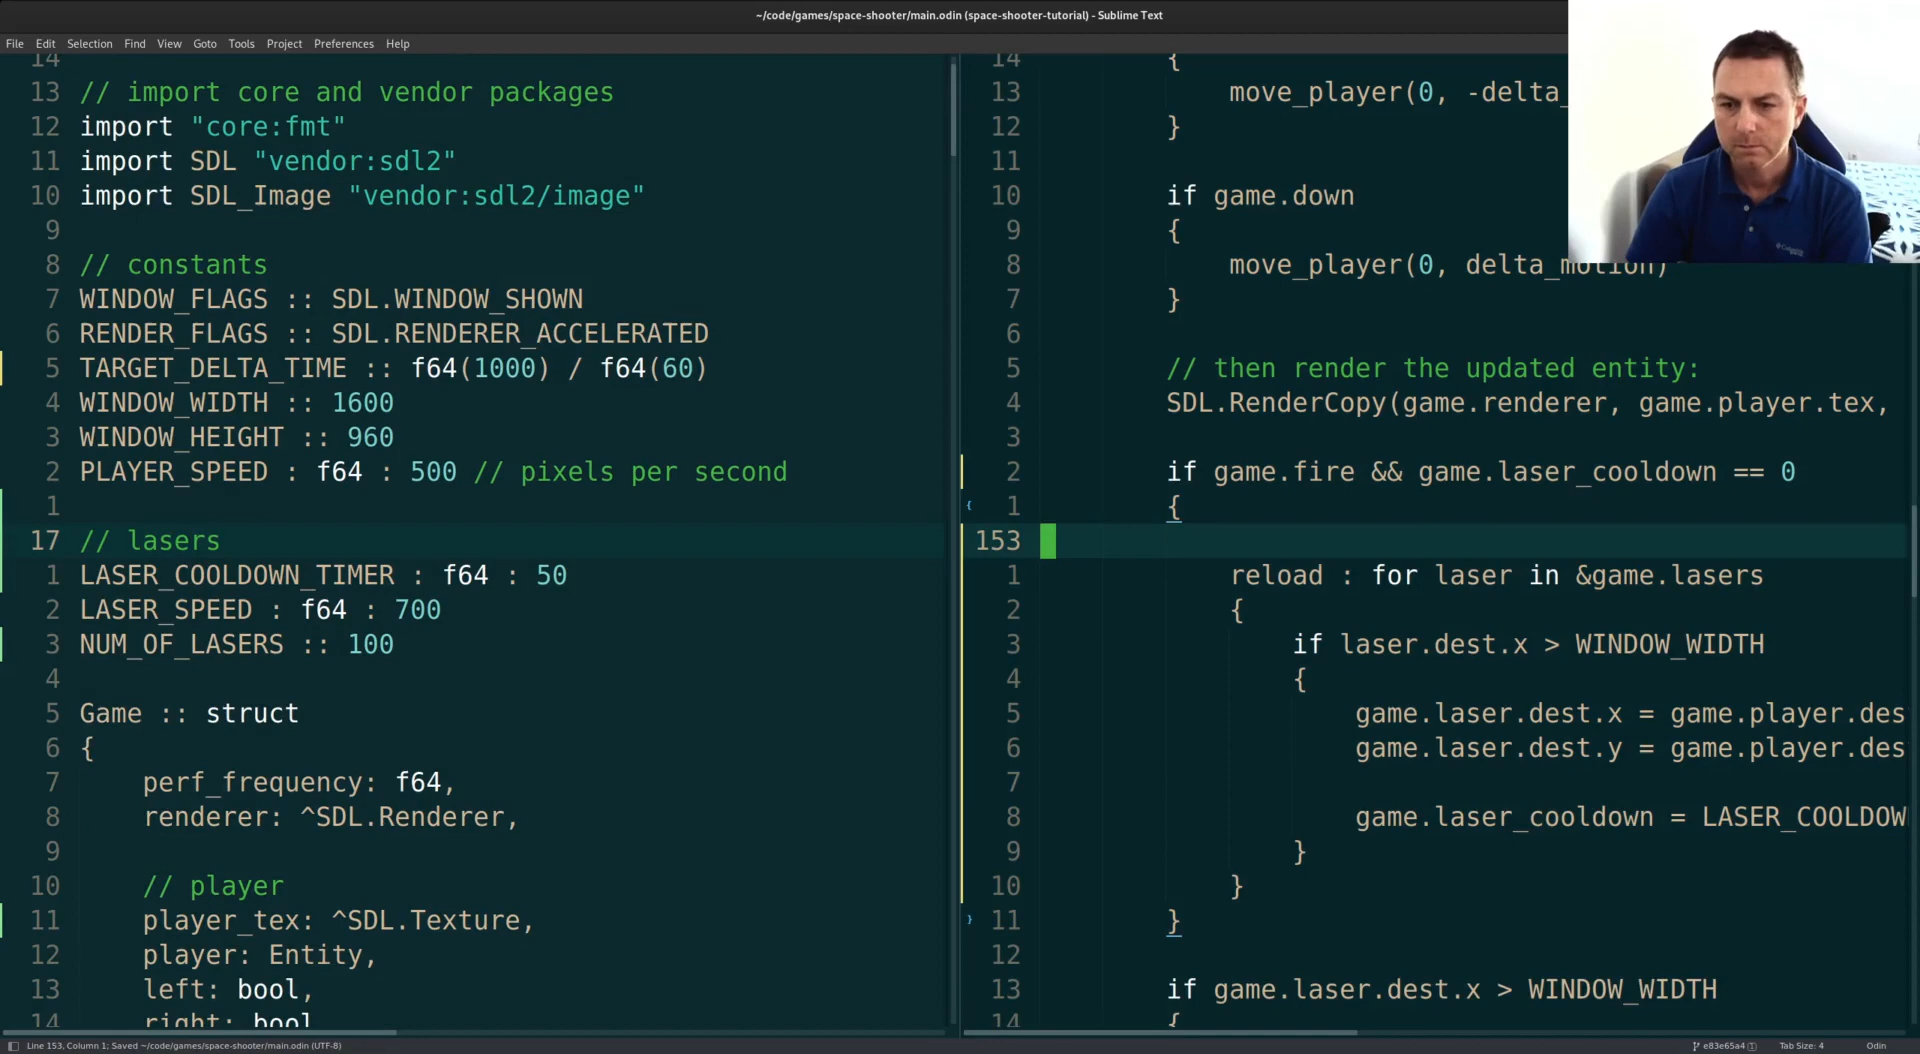 ~/code/games/space-shooter/main.odin (space-shooter-tutorial) - Sublime Text
File Edit Selection Find View Goto Tools Project Preferences Help
14
13 // import core and vendor packages
12 import "core:fmt"
11 import SDL "vendor:sdl2"
10 import SDL_Image "vendor:sdl2/image"
9
8 // constants
7 WINDOW_FLAGS :: SDL.WINDOW_SHOWN
6 RENDER_FLAGS :: SDL.RENDERER_ACCELERATED
5 TARGET_DELTA_TIME :: f64(1000) / f64(60)
4 WINDOW_WIDTH :: 1600
3 WINDOW_HEIGHT :: 960
2 PLAYER_SPEED : f64 : 500 // pixels per second
1
17 // lasers
1 LASER_COOLDOWN_TIMER : f64 : 50
2 LASER_SPEED : f64 : 700
3 NUM_OF_LASERS :: 100
4
5 Game :: struct
6 {
7 perf_frequency: f64,
8 renderer: ^SDL.Renderer,
9
10 // player
11 player_tex: ^SDL.Texture,
12 player: Entity,
13 left: bool,
14 right: bool
14 {
13 move_player(0, -delta_
12 }
11
10 if game.down
9 {
8 move_player(0, delta_motion)
7 }
6
5 // then render the updated entity:
4 SDL.RenderCopy(game.renderer, game.player.tex,
3
2 if game.fire && game.laser_cooldown == 0
{ 1 {
153
1 reload : for laser in &game.lasers
2 {
3 if laser.dest.x > WINDOW_WIDTH
4 {
5 game.laser.dest.x = game.player.des
6 game.laser.dest.y = game.player.des
7
8 game.laser_cooldown = LASER_COOLDOW
9 }
10 }
} 11 }
12
13 if game.laser.dest.x > WINDOW_WIDTH
14 {
Line 153, Column 1; Saved ~/code/games/space-shooter/main.odin (UTF-8)
e83e65a4 1 Tab Size: 4 Odin